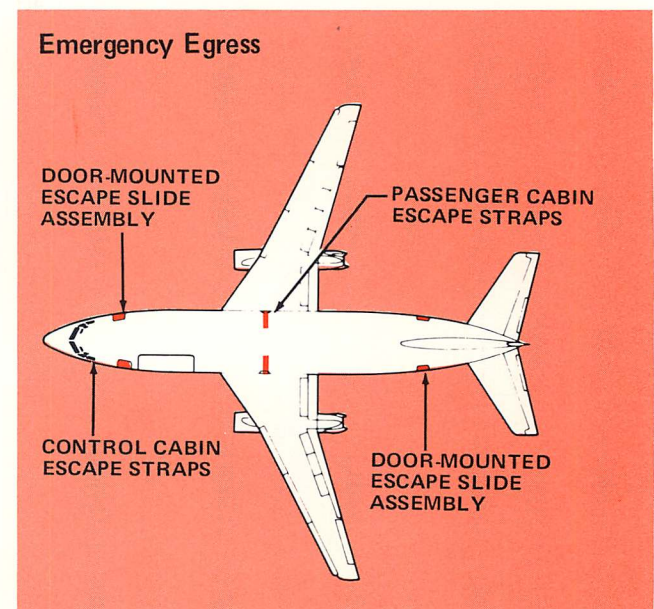 Emergency Egress
DOOR-MOUNTED
ESCAPE SLIDE
ASSEMBLY
PASSENGER CABIN
ESCAPE STRAPS
CONTROL CABIN
ESCAPE STRAPS
DOOR-MOUNTED
ESCAPE SLIDE
ASSEMBLY